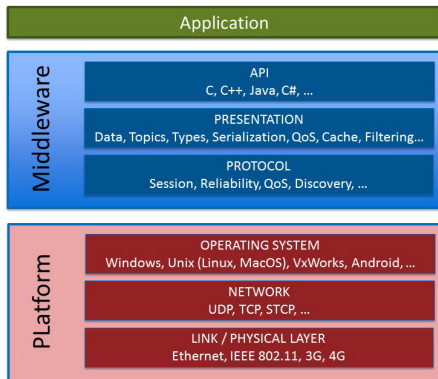 Application
Middleware
API
C, C++, Java, C#, ...
PRESENTATION
Data, Topics, Types, Serialization, QoS, Cache, Filtering...
PROTOCOL
Session, Reliability, QoS, Discovery, ...
PLatform
OPERATING SYSTEM
Windows, Unix (Linux, MacOS), VxWorks, Android, ...
NETWORK
UDP, TCP, STCP, ...
LINK / PHYSICAL LAYER
Ethernet, IEEE 802.11, 3G, 4G